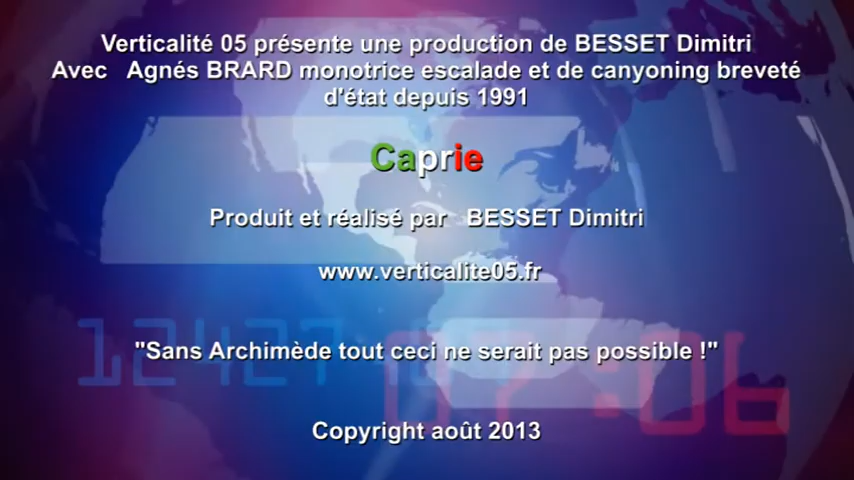 Verticalité 05 présente une production de BESSET Dimitri
Avec Agnés BRARD monotrice escalade et de canyoning breveté
d'état depuis 1991
Caprie
Produit et réalisé par BESSET Dimitri
www.verticalite05.fr
"Sans Archimède tout ceci ne serait pas possible !"
Copyright août 2013